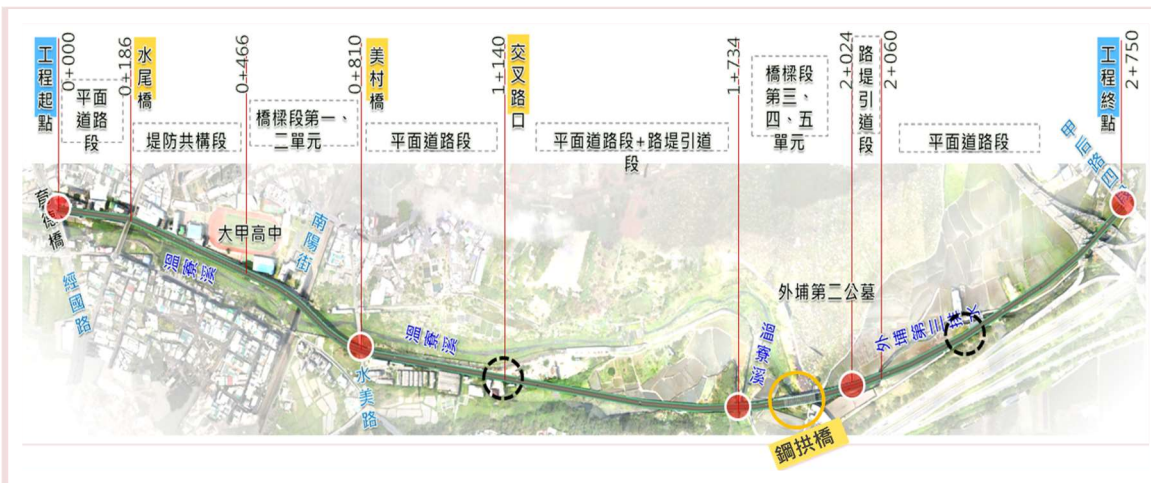 工程起點
0+000
平面
道路
段
0+186
水尾橋
堤防共構段
0+466
橋樑段第一、
二單元
0+810
美村橋
平面道路段
1+140
交叉路口
平面道路段+路堤引道
段
1+734
橋樑段
第三、
四、五
單元
2+024
路堤引道段
2+060
平面道路段
工程終點
2+750
育德橋
經國路
溫寮溪
大甲高中
南陽街
溫寮溪
水美路
溫寮溪
鋼拱橋
外埔第二公墓
外埔第三排水
甲后路四